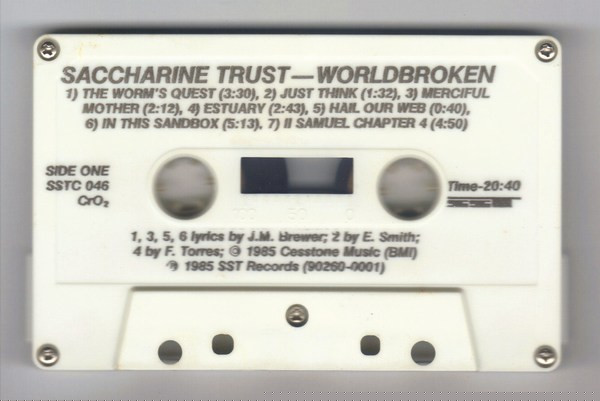 SACCHARINE TRUST—WORLDBROKEN
1) THE WORM'S QUEST (3:30), 2) JUST THINK (1:32), 3) MERCIFUL
MOTHER (2:12), 4) ESTUARY (2:43), 5) HAIL OUR WEB (0:40),
6) IN THIS SANDBOX (5:13). 7) II SAMUEL CHAPTER 4 (4:50)
SIDE ONE
SSTC 046
CrO₂
Time-20:40
1, 3, 5, 6 lyrics by J.M. Brewer; 2 by E. Smith;
4 by F. Torres; © 1985 Cesstone Music (BMI)
℗ 1985 SST Records (90260-0001)